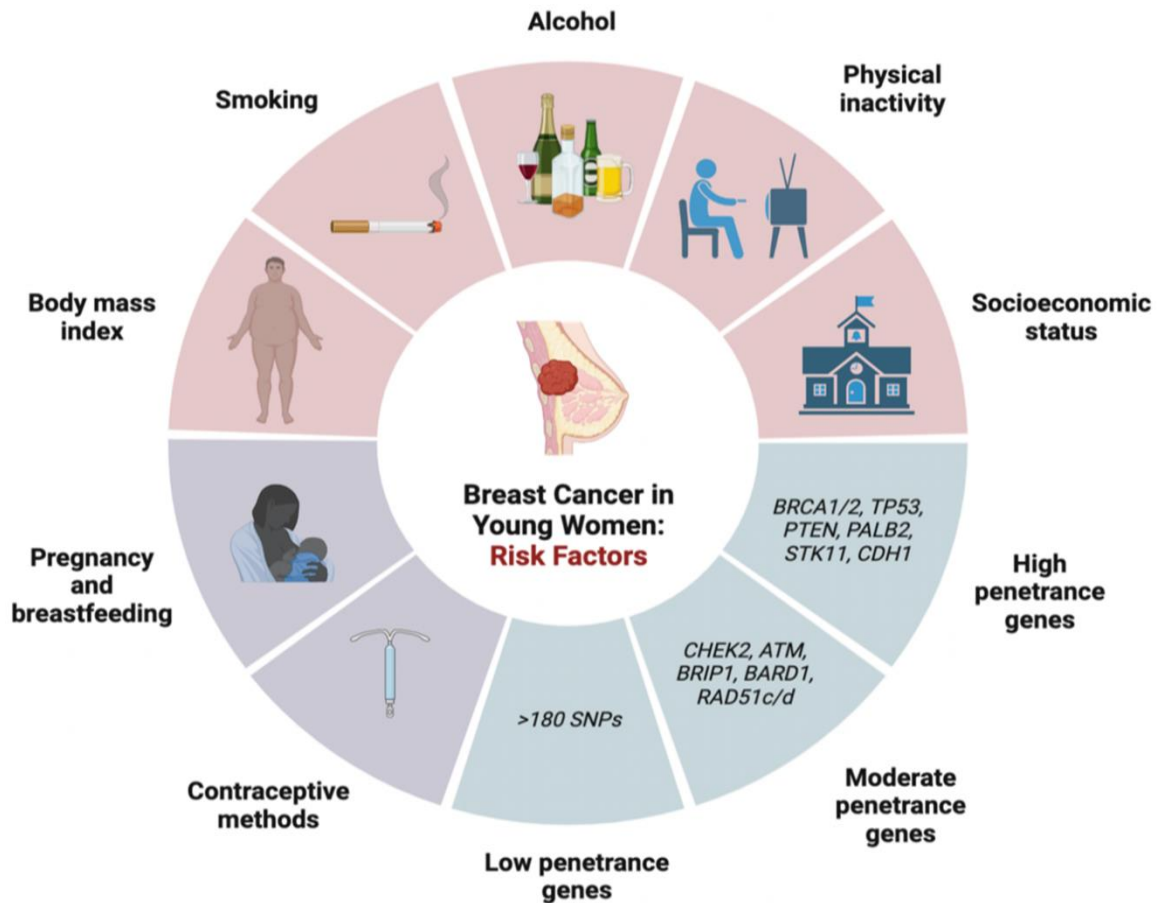 Alcohol
Smoking
Physical
inactivity
Body mass
index
Socioeconomic
status
Breast Cancer in
Young Women:
Risk Factors
BRCA1/2, TP53,
PTEN, PALB2,
STK11, CDH1
High
penetrance
genes
Pregnancy
and
breastfeeding
CHEK2, ATM,
BRIP1, BARD1,
RAD51c/d
Moderate
penetrance
genes
>180 SNPs
Low penetrance
genes
Contraceptive
methods